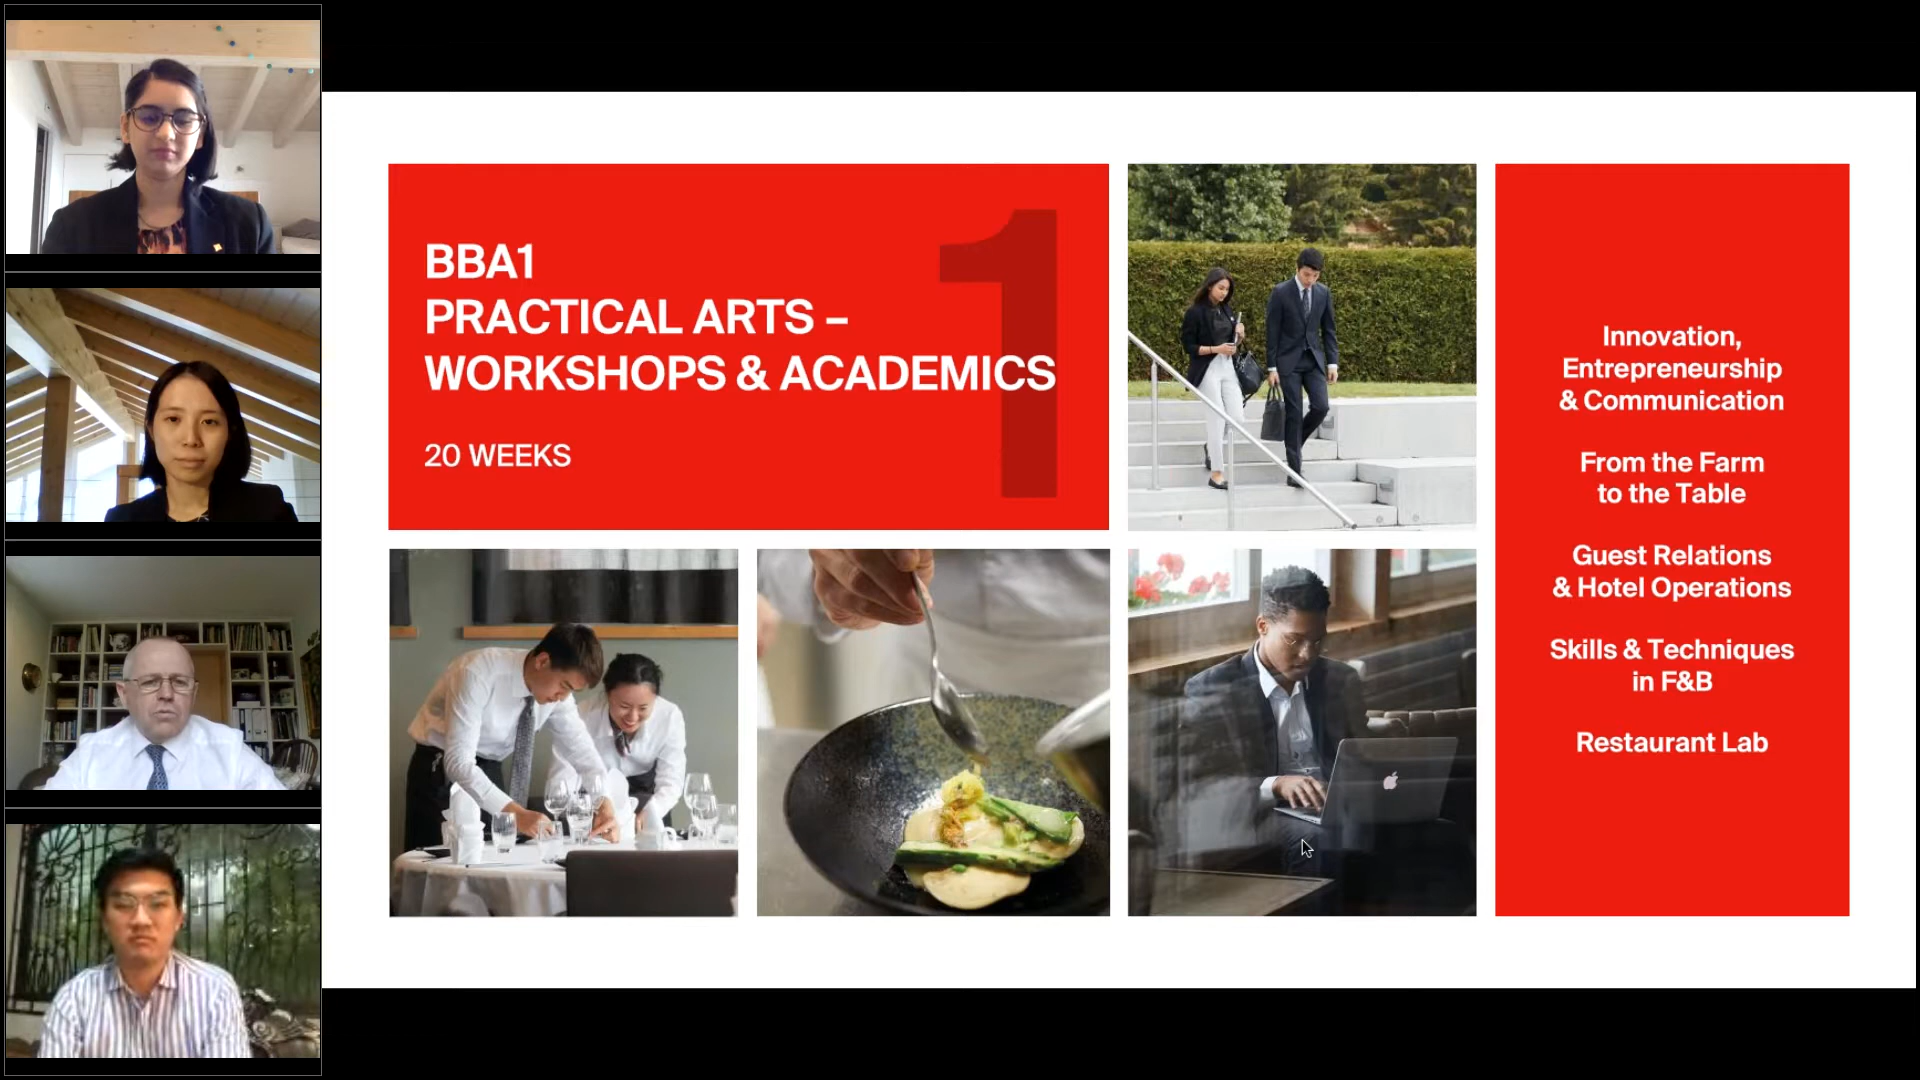 BBA1
PRACTICAL ARTS –
WORKSHOPS & ACADEMICS
1
20 WEEKS
Innovation,
Entrepreneurship
& Communication
From the Farm
to the Table
Guest Relations
& Hotel Operations
Skills & Techniques
in F&B
Restaurant Lab